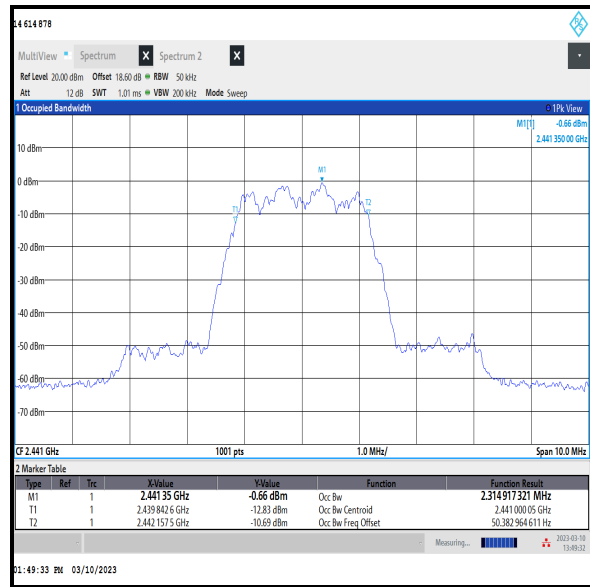 14 614 878
MultiView Spectrum X Spectrum 2 X
Ref Level 20.00 dBm Offset 18.60 dB RBW 50 kHz
Att 12 dB SWT 1.01 ms VBW 200 kHz Mode Sweep
1 Occupied Bandwidth 1Pk View
M1[1] -0.66 dBm
2.441 350 00 GHz
10 dBm
0 dBm
M1
T1
T2
-10 dBm
-20 dBm
-30 dBm
-40 dBm
-50 dBm
-60 dBm
-70 dBm
CF 2.441 GHz 1001 pts 1.0 MHz/ Span 10.0 MHz
2 Marker Table
Type Ref Trc X-Value Y-Value Function Function Result
M1 1 2.441 35 GHz -0.66 dBm Occ Bw 2.314 917 321 MHz
T1 1 2.439 842 6 GHz -12.83 dBm Occ Bw Centroid 2.441 000 05 GHz
T2 1 2.442 157 5 GHz -10.69 dBm Occ Bw Freq Offset 50.382 964 611 Hz
Measuring... 2023-03-10
13:49:32
01:49:33 PM 03/10/2023